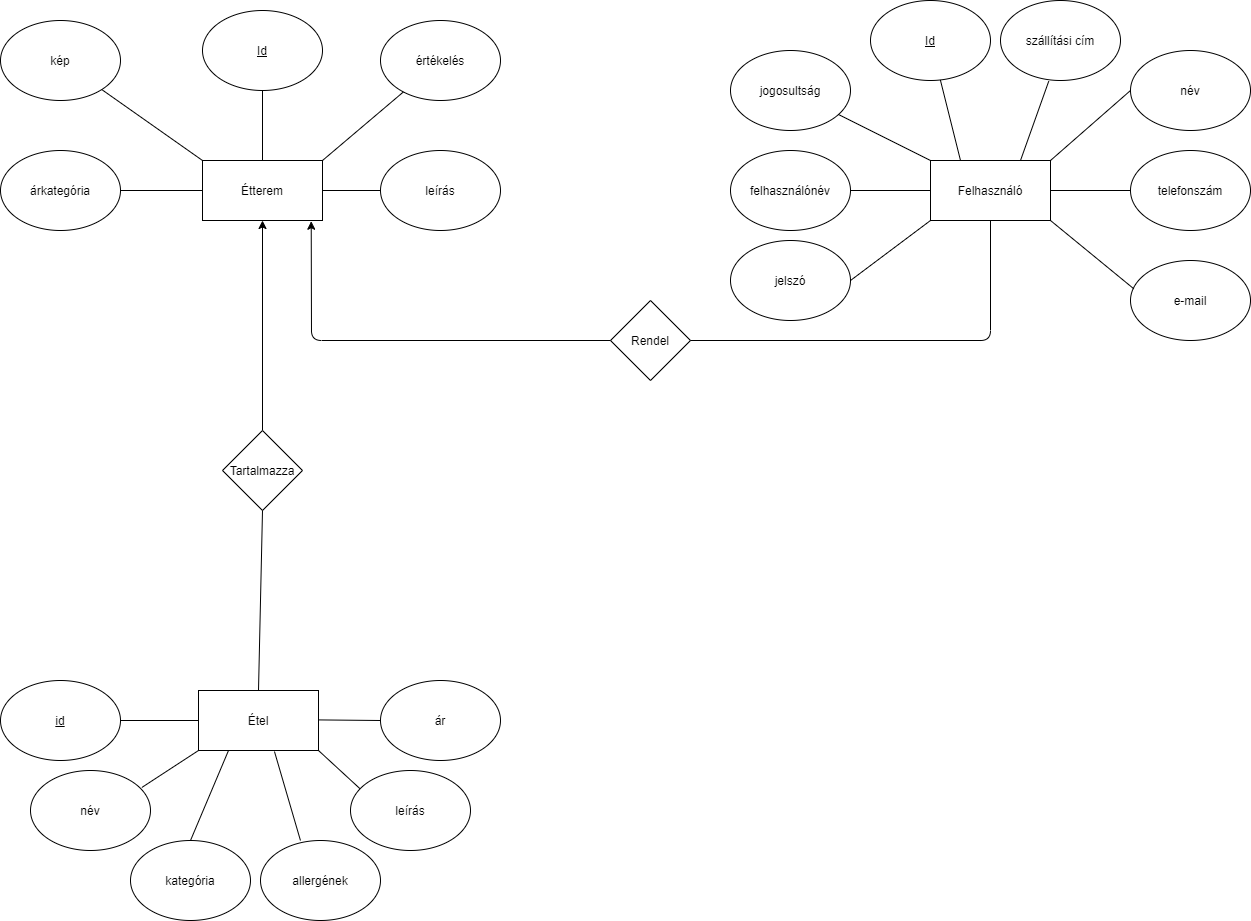 kép
Id
értékelés
árkategória
Étterem
leírás
jogosultság
Id
szállítási cím
név
felhasználónév
Felhasználó
telefonszám
jelszó
e-mail
Rendel
Tartalmazza
id
Étel
ár
név
leírás
kategória
allergének